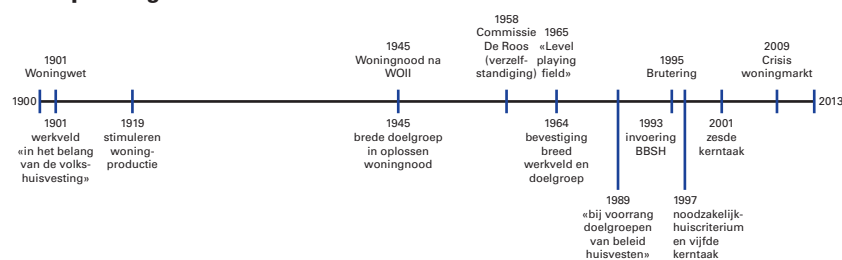 1901
Woningwet
1945
Woningnood na
WOII
1958
Commissie
De Roos
(verzelf-
standiging)
1965
«Level
playing
field»
1995
Brutering
2009
Crisis
woningmarkt
1900
2013
1901
werkveld
«in het belang
van de volks-
huisvesting»
1919
stimuleren
woning-
productie
1945
brede doelgroep
in oplossen
woningnood
1964
bevestiging
breed
werkveld en
doelgroep
1989
«bij voorrang
doelgroepen
van beleid
huisvesten»
1993
invoering
BBSH
1997
noodzakelijk-
huiscriterium
en vijfde
kerntaak
2001
zesde
kerntaak